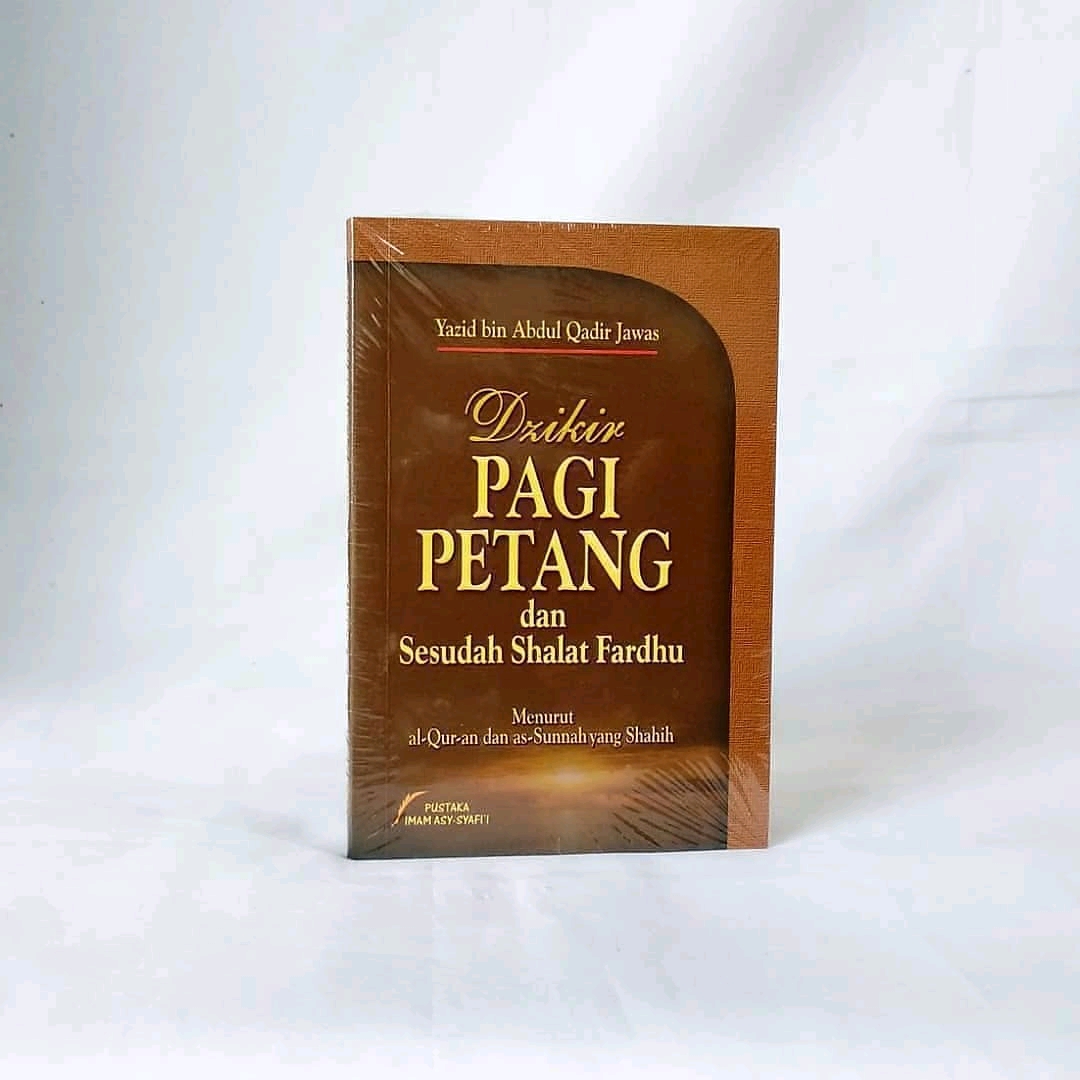 Yazid bin Abdul Qadir Jawas
Dzikir
PAGI
PETANG
dan
Sesudah Shalat Fardhu
Menurut
al-Qur-an dan as-Sunnah yang Shahih
PUSTAKA
IMAM ASY-SYAFI'I